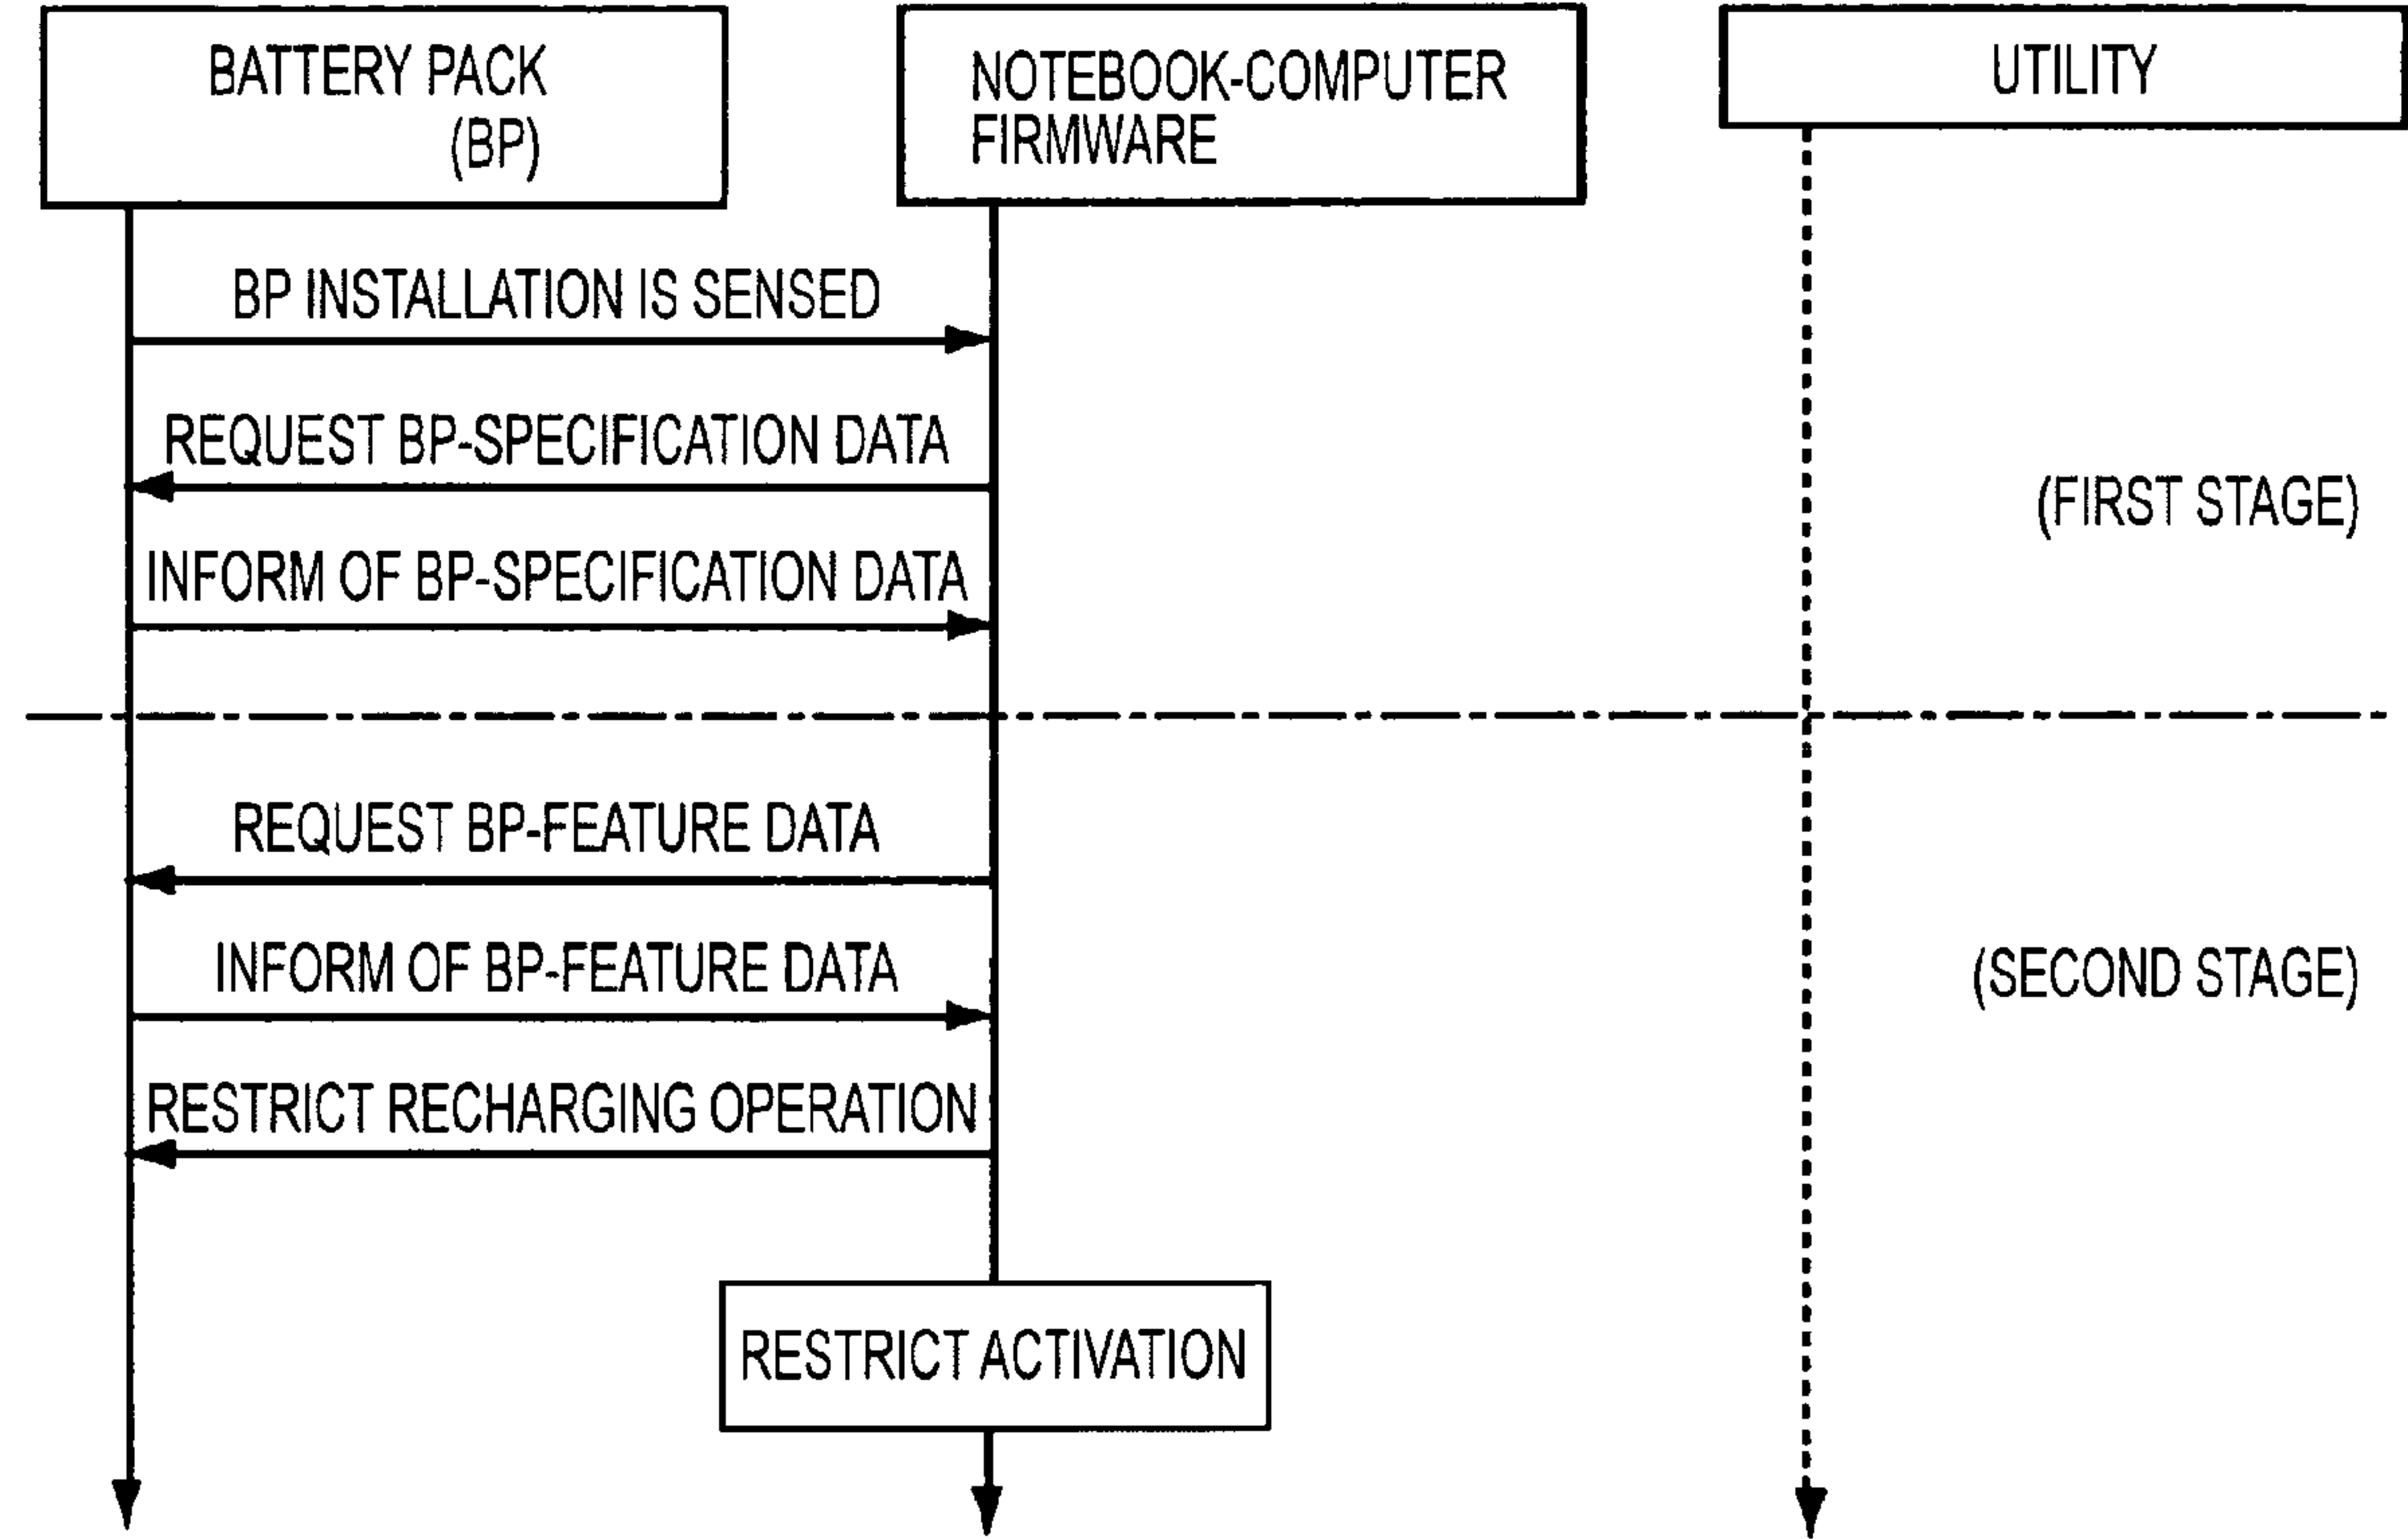 BATTERY PACK
(BP)
NOTEBOOK-COMPUTER
FIRMWARE
UTILITY
BP INSTALLATION IS SENSED
REQUEST BP-SPECIFICATION DATA
(FIRST STAGE)
INFORM OF BP-SPECIFICATION DATA
REQUEST BP-FEATURE DATA
INFORM OF BP-FEATURE DATA
(SECOND STAGE)
RESTRICT RECHARGING OPERATION
RESTRICT ACTIVATION